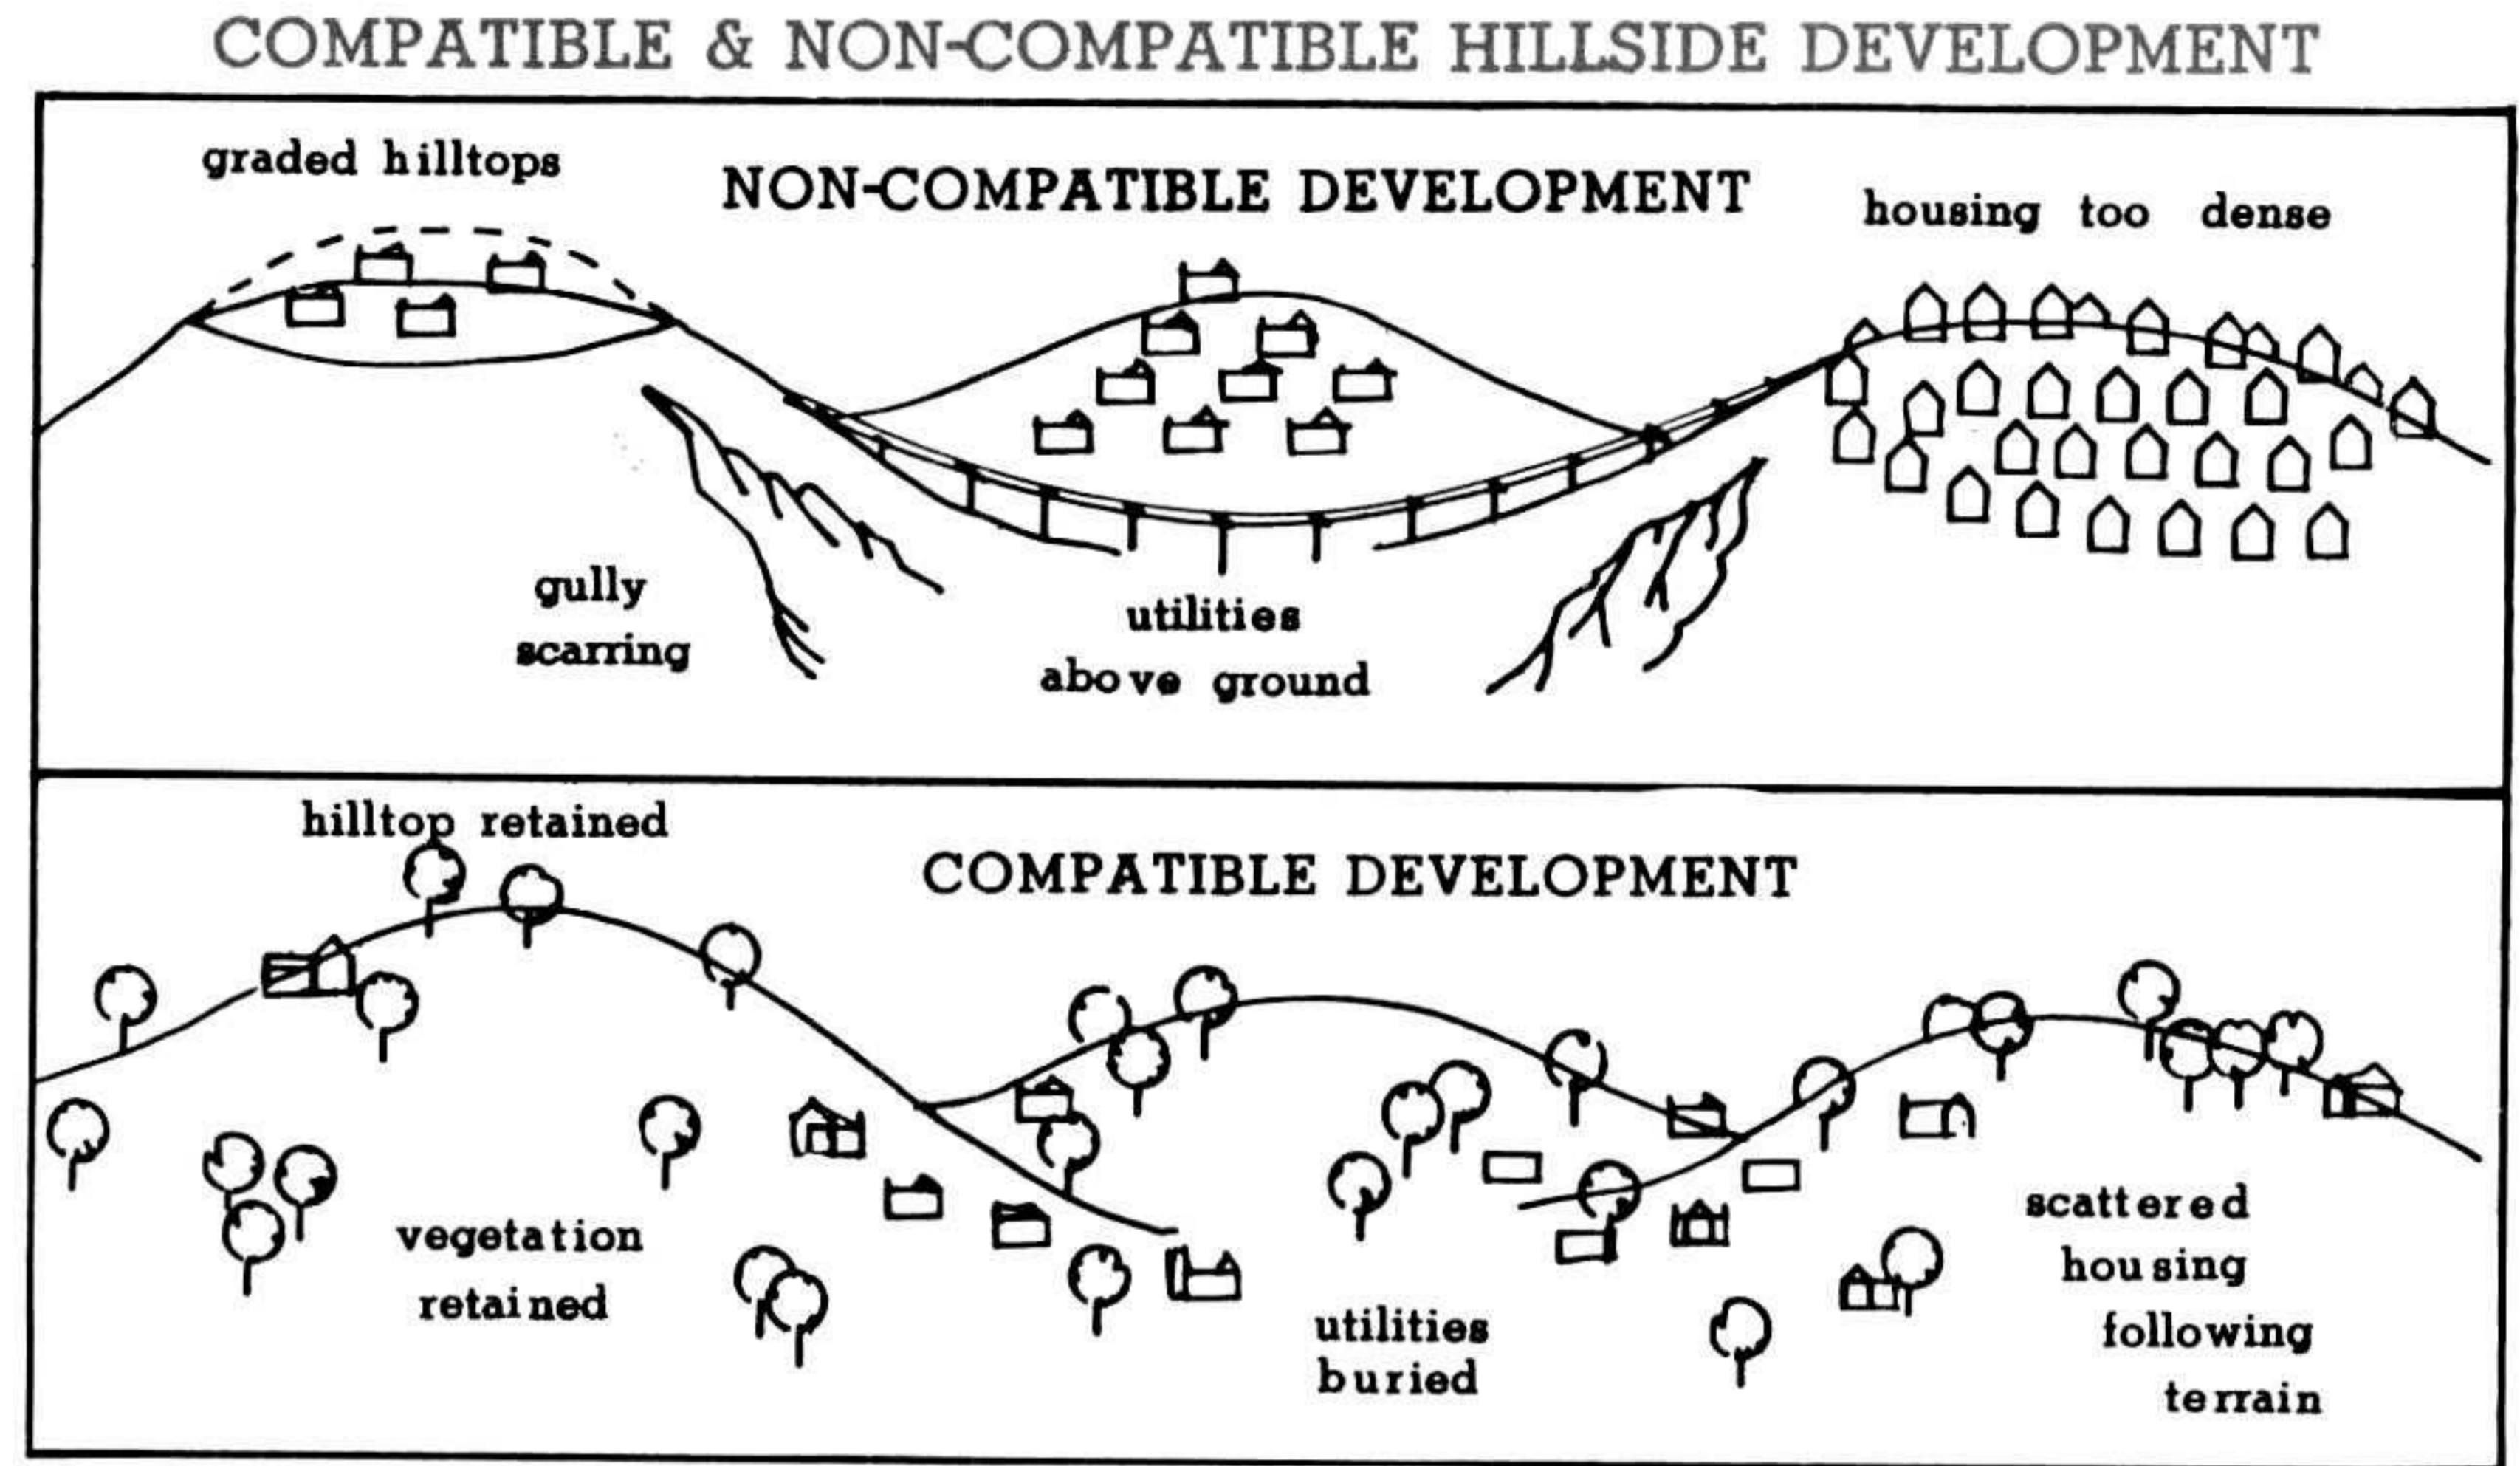 COMPATIBLE & NON-COMPATIBLE HILLSIDE DEVELOPMENT
graded hilltops
NON-COMPATIBLE DEVELOPMENT
housing too dense
gully
scarring
utilities
above ground
hilltop retained
COMPATIBLE DEVELOPMENT
vegetation
retained
utilities
buried
scattered
housing
following
terrain